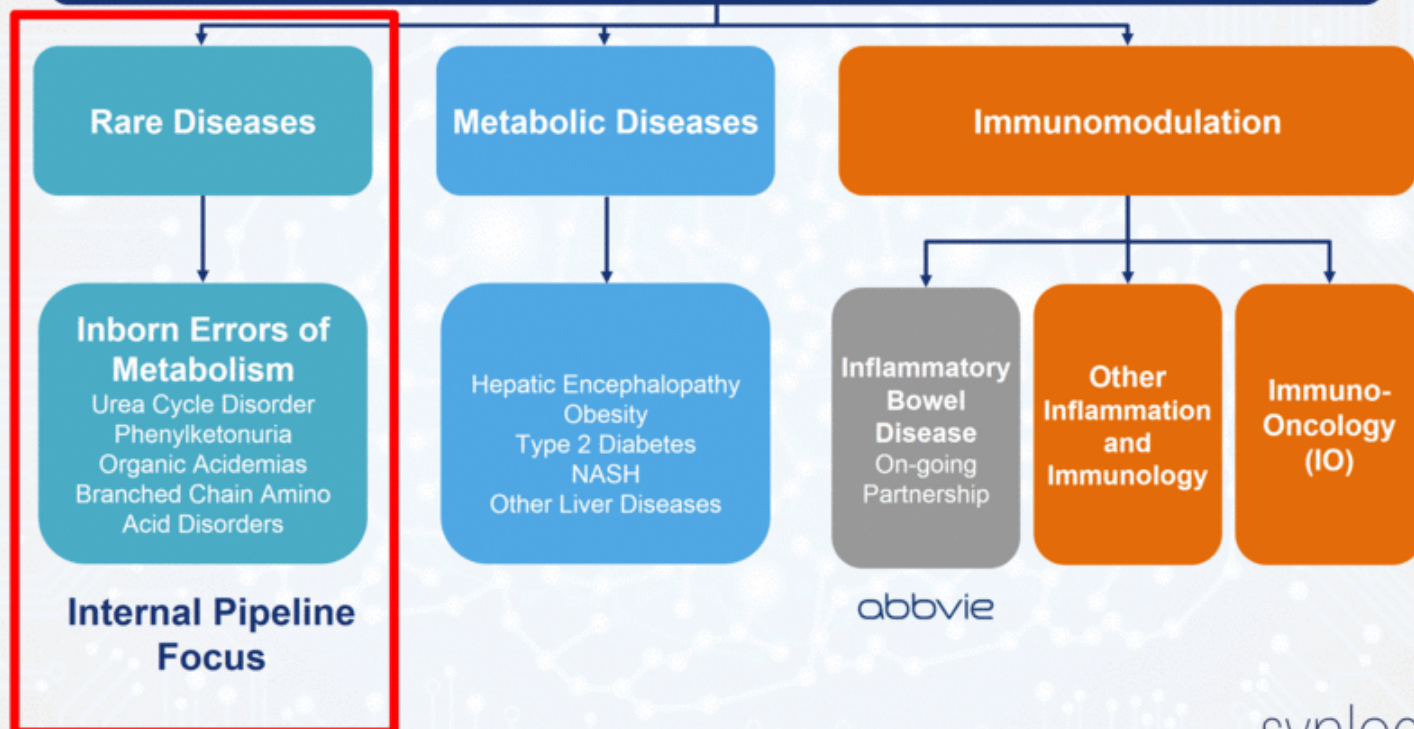 Rare Diseases
Metabolic Diseases
Immunomodulation
Inborn Errors of
Metabolism
Urea Cycle Disorder
Phenylketonuria
Organic Acidemias
Branched Chain Amino
Acid Disorders
Hepatic Encephalopathy
Obesity
Type 2 Diabetes
NASH
Other Liver Diseases
Inflammatory
Bowel
Disease
On-going
Partnership
Other
Inflammation
and
Immunology
Immuno-
Oncology
(IO)
Internal Pipeline
Focus
abbvie